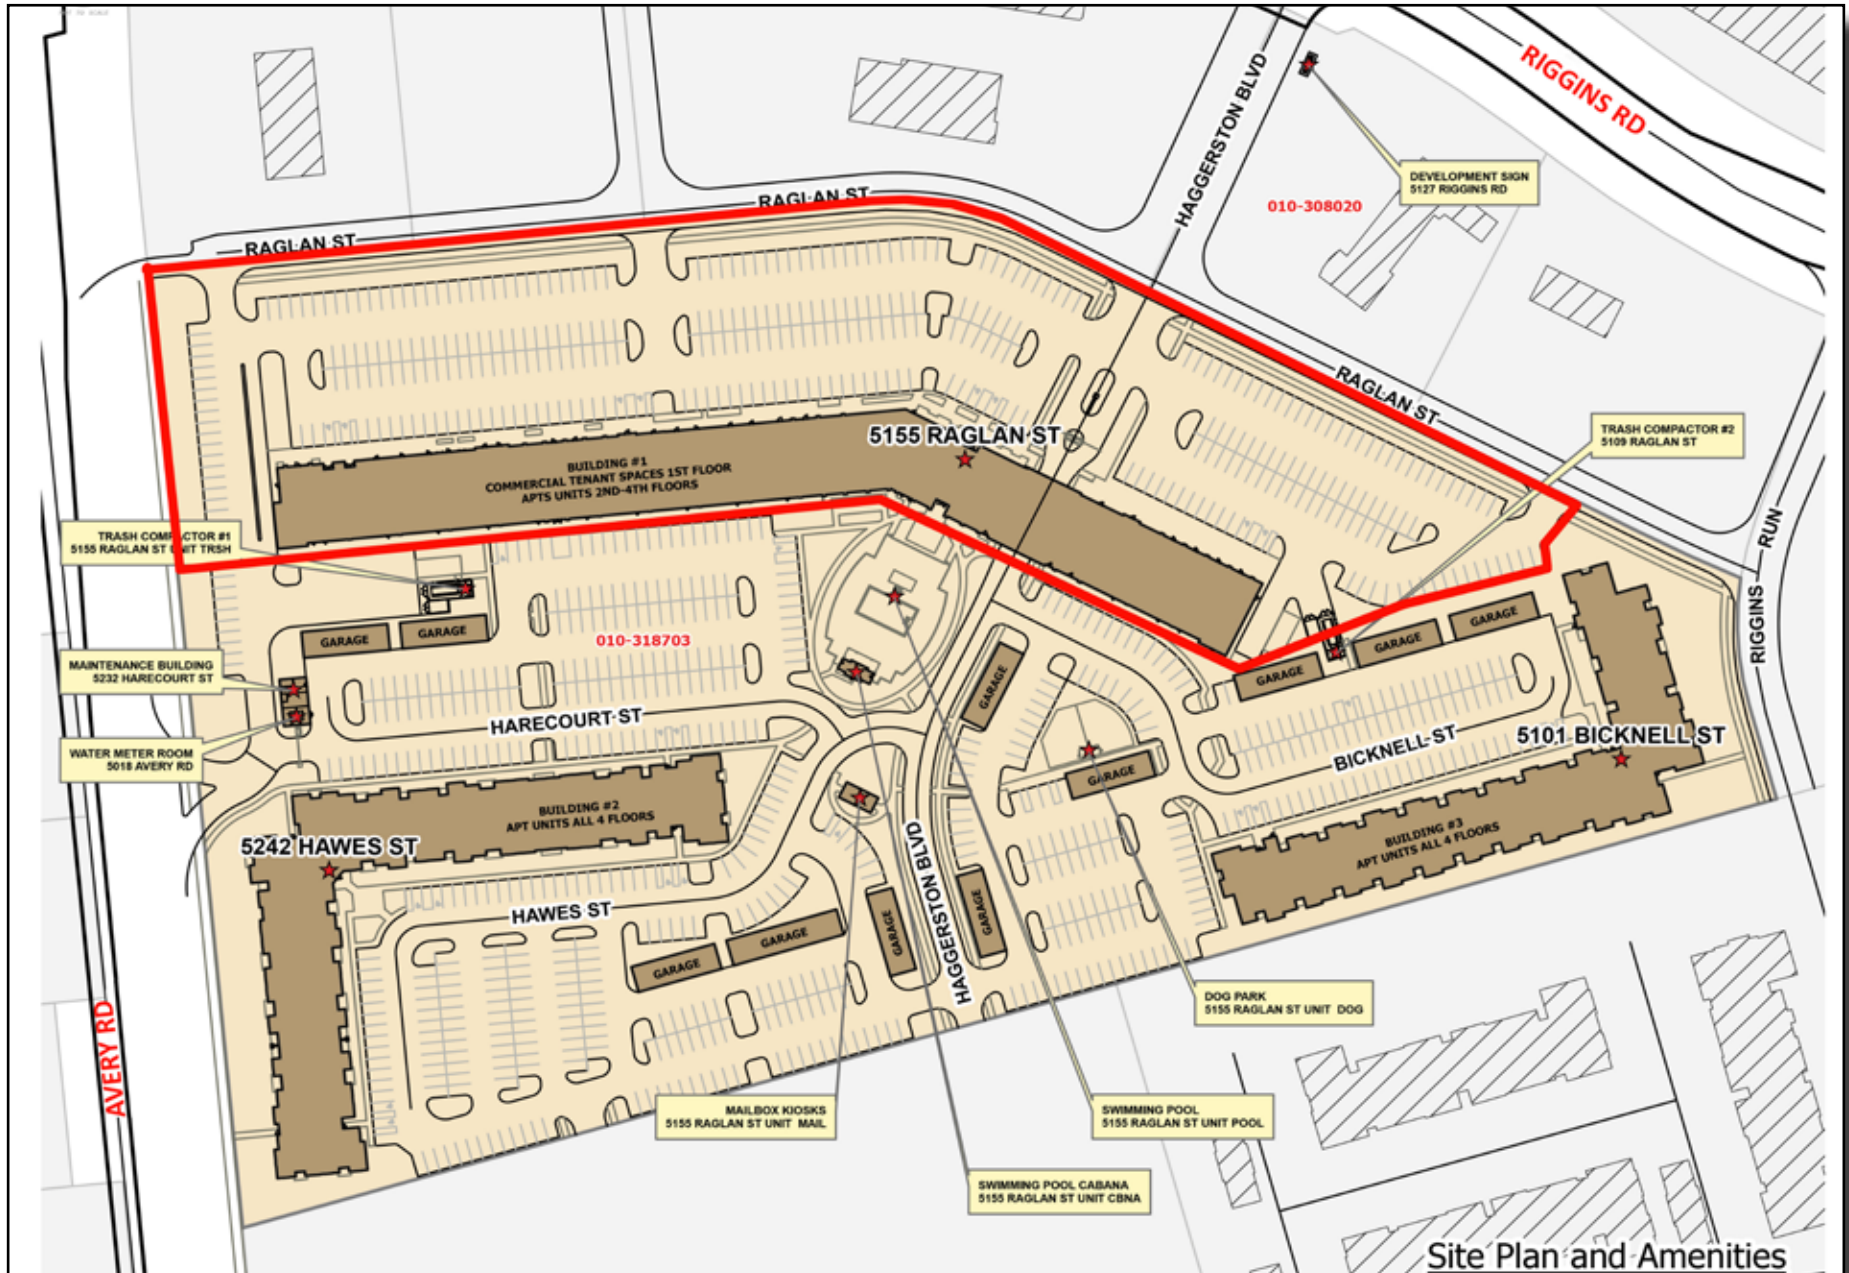 RIGGINS RD
HAGGERSTON BLVD
DEVELOPMENT SIGN
5127 RIGGINS RD
010-308020
RAGLAN ST
RAGLAN ST
RAGLAN ST
TRASH COMPACTOR #2
5109 RAGLAN ST
5155 RAGLAN ST
BUILDING #1
COMMERCIAL TENANT SPACES 1ST FLOOR
APTS UNITS 2ND-4TH FLOORS
TRASH COMPACTOR #1
5155 RAGLAN ST UNIT TRSH
RIGGINS RUN
GARAGE
GARAGE
010-318703
GARAGE
GARAGE
GARAGE
GARAGE
MAINTENANCE BUILDING
5232 HARECOURT ST
HARECOURT ST
WATER METER ROOM
5018 AVERY RD
BICKNELL ST
5101 BICKNELL ST
GARAGE
BUILDING #2
APT UNITS ALL 4 FLOORS
BUILDING #3
APT UNITS ALL 4 FLOORS
5242 HAWES ST
HAWES ST
HAGGERSTON BLVD
GARAGE
GARAGE
GARAGE
GARAGE
AVERY RD
DOG PARK
5155 RAGLAN ST UNIT DOG
MAILBOX KIOSKS
5155 RAGLAN ST UNIT MAIL
SWIMMING POOL
5155 RAGLAN ST UNIT POOL
SWIMMING POOL CABANA
5155 RAGLAN ST UNIT CBNA
Site Plan and Amenities